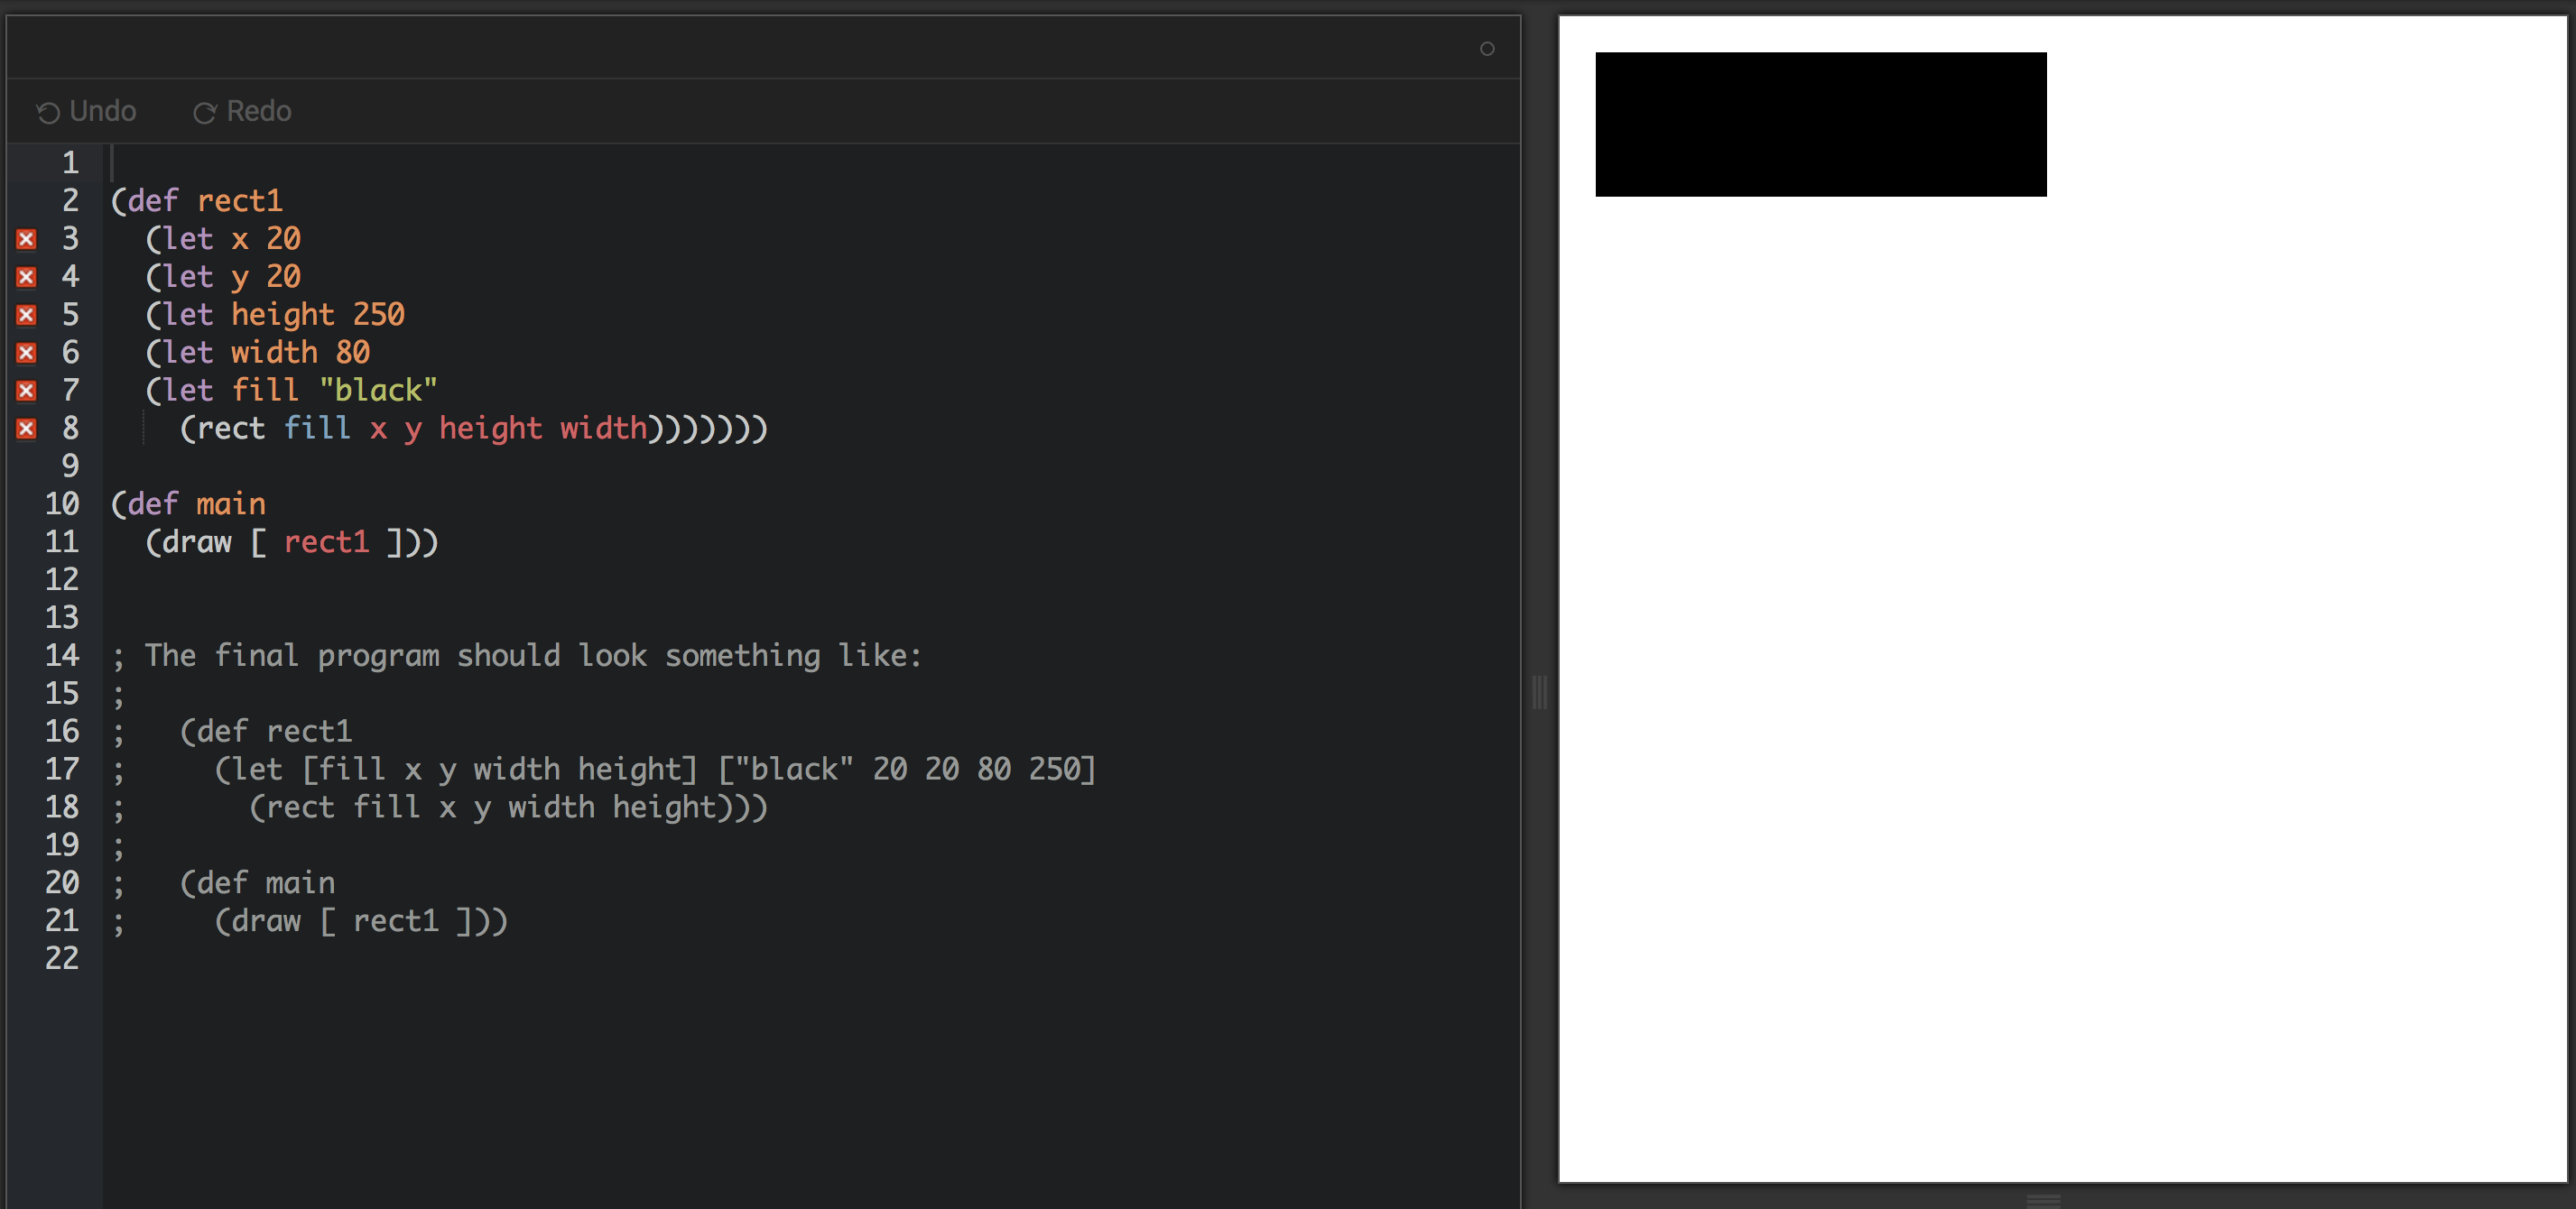 Undo Redo
1
2 (def rect1
3 (let x 20
4 (let y 20
5 (let height 250
6 (let width 80
7 (let fill "black"
8 (rect fill x y height width)))))))
9
10 (def main
11 (draw [ rect1 ]))
12
13
14 ; The final program should look something like:
15 ;
16 ; (def rect1
17 ; (let [fill x y width height] ["black" 20 20 80 250]
18 ; (rect fill x y width height)))
19 ;
20 ; (def main
21 ; (draw [ rect1 ]))
22